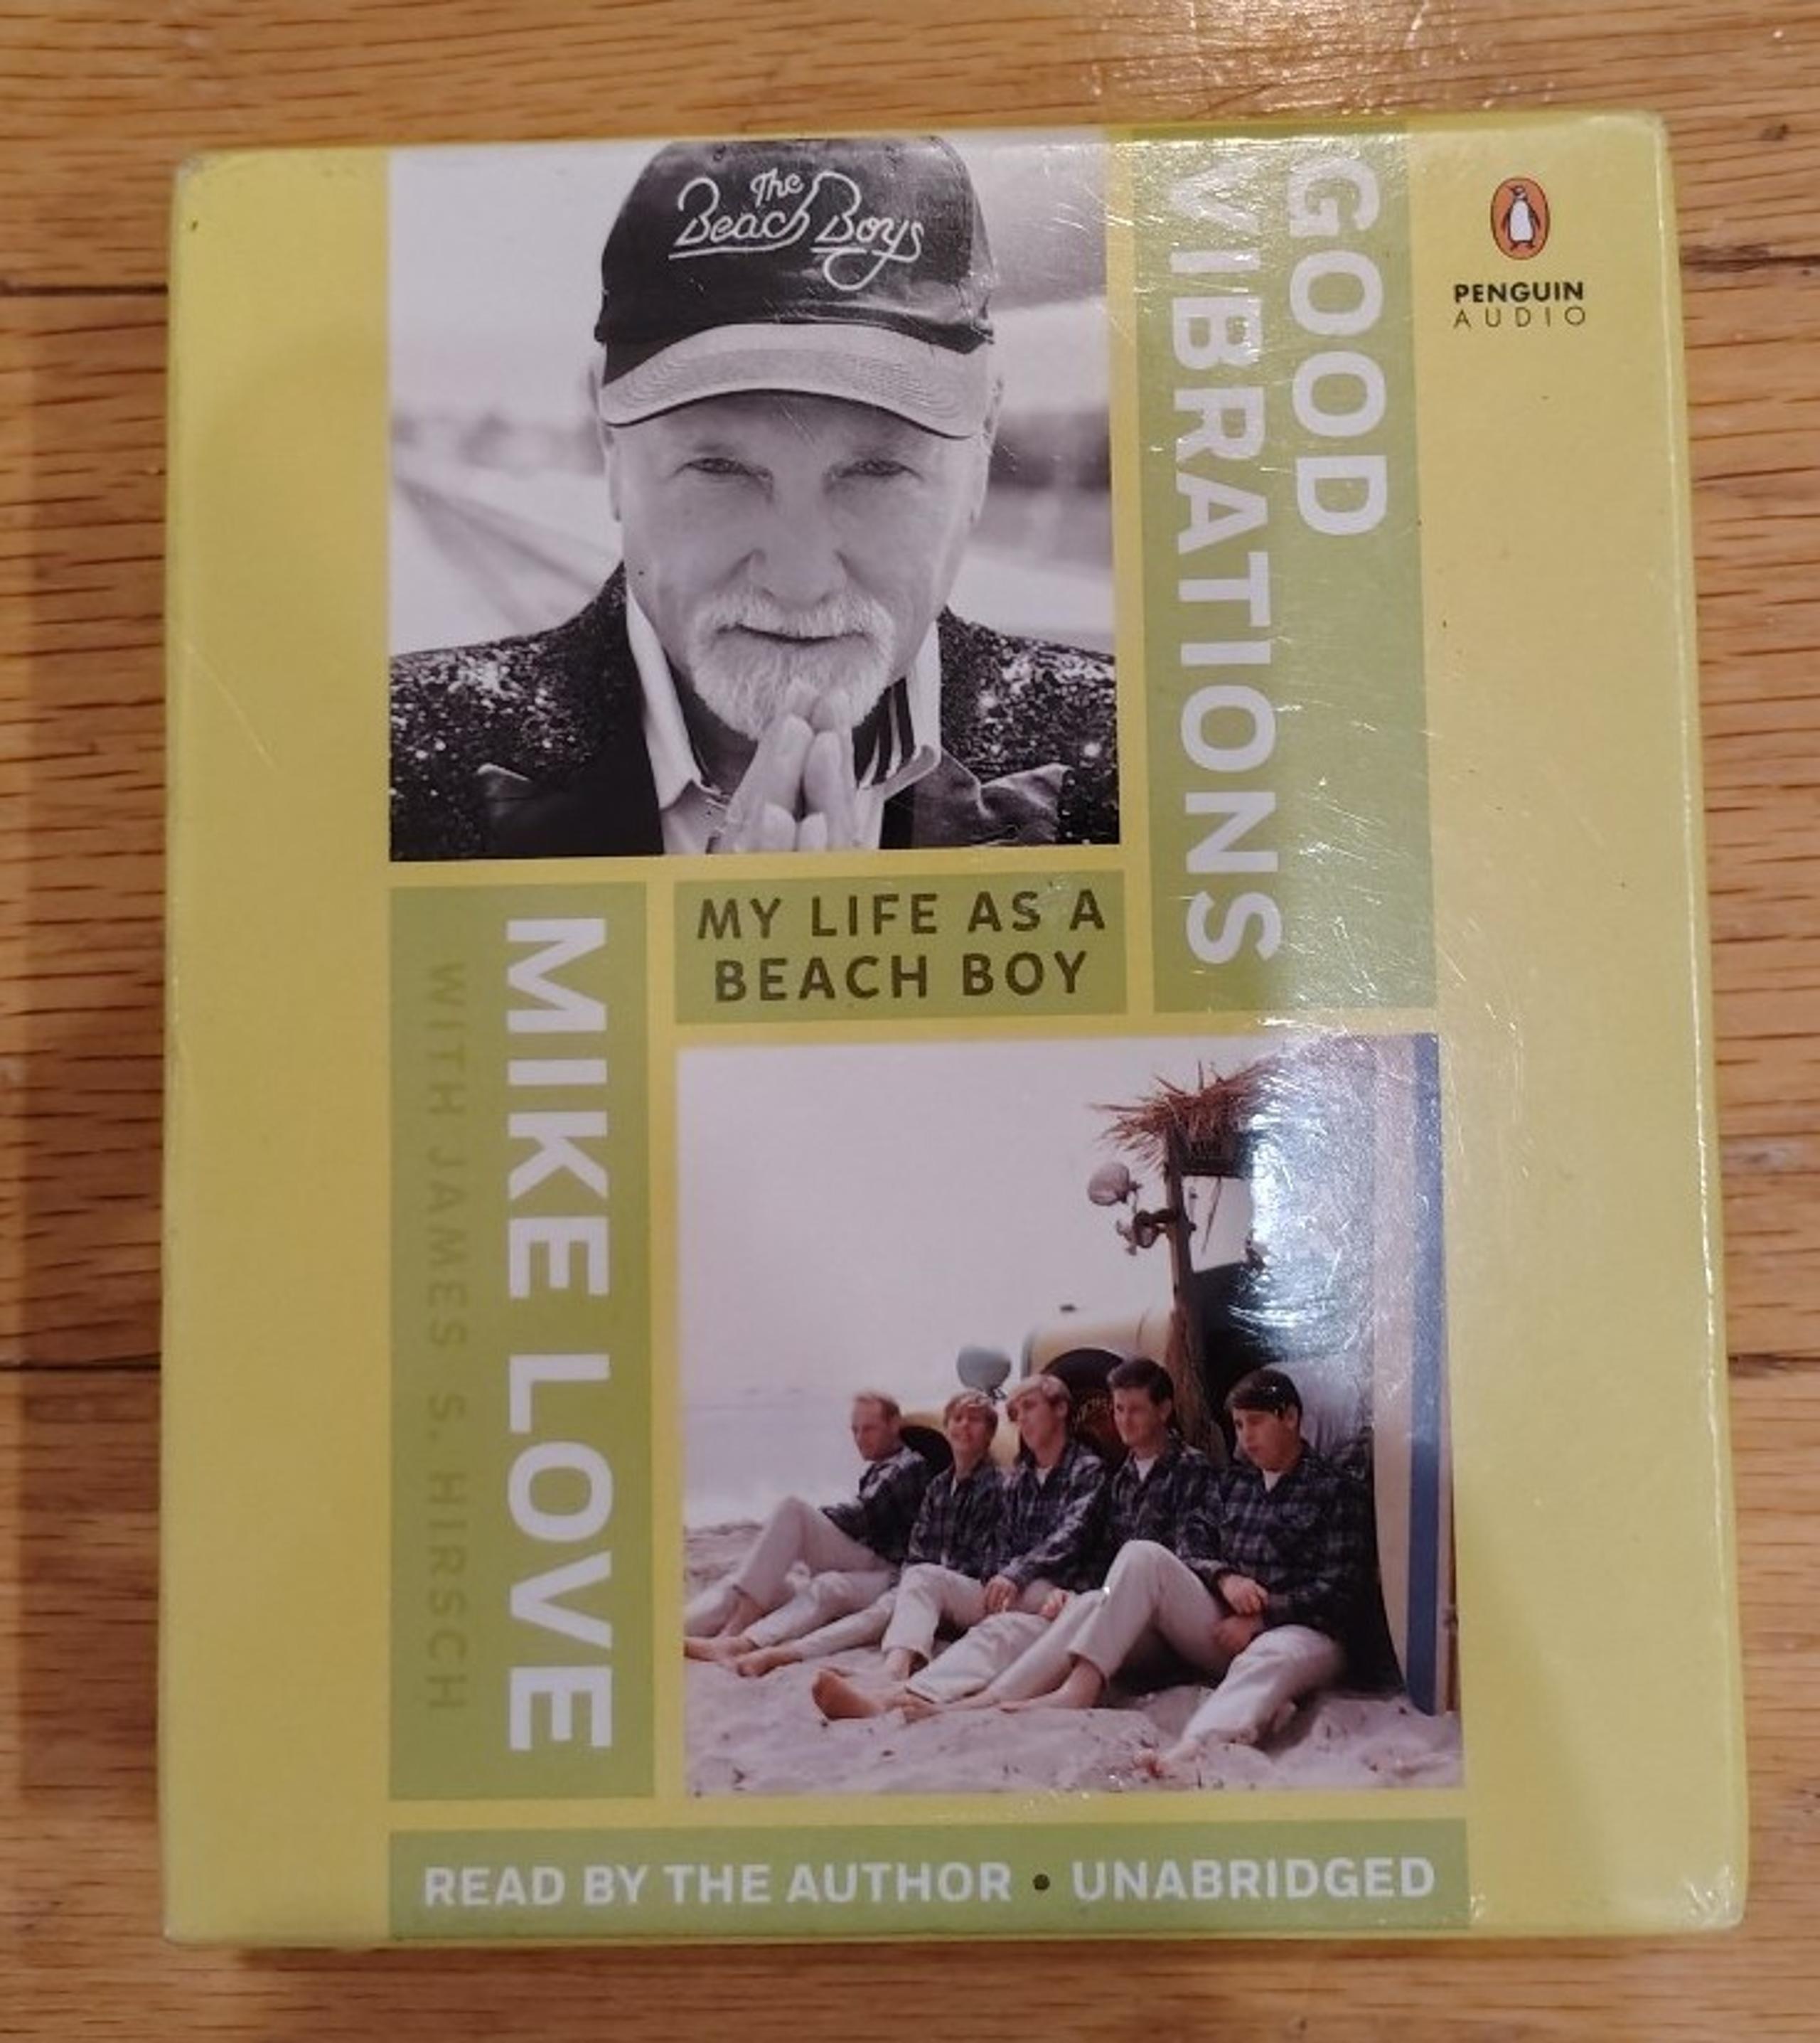 The
Beach Boys
GOOD
VIBRATIONS
PENGUIN
AUDIO
MY LIFE AS A
BEACH BOY
MIKE LOVE
WITH JAMES S. HIRSCH
READ BY THE AUTHOR • UNABRIDGED